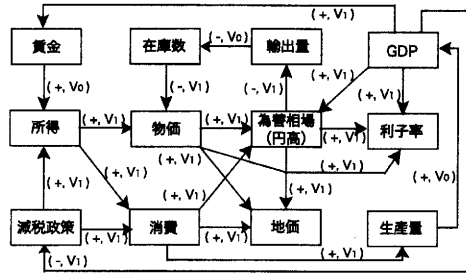 (+, V1)
賃金
在庫数
(-, V0)
輸出量
GDP
(+, V0)
(-, V1)
(-, V1)
(+, V1)
(+, V1)
所得
(+, V1)
物価
(+, V1)
為替相場
(円高)
(+, V1)
利子率
(+, V1)
(+, V1)
(+, V1)
(+, V1)
(+, V1)
(+, V1)
(+, V0)
減税政策
(+, V1)
消費
(+, V1)
地価
生産量
(+, V1)
(-, V1)